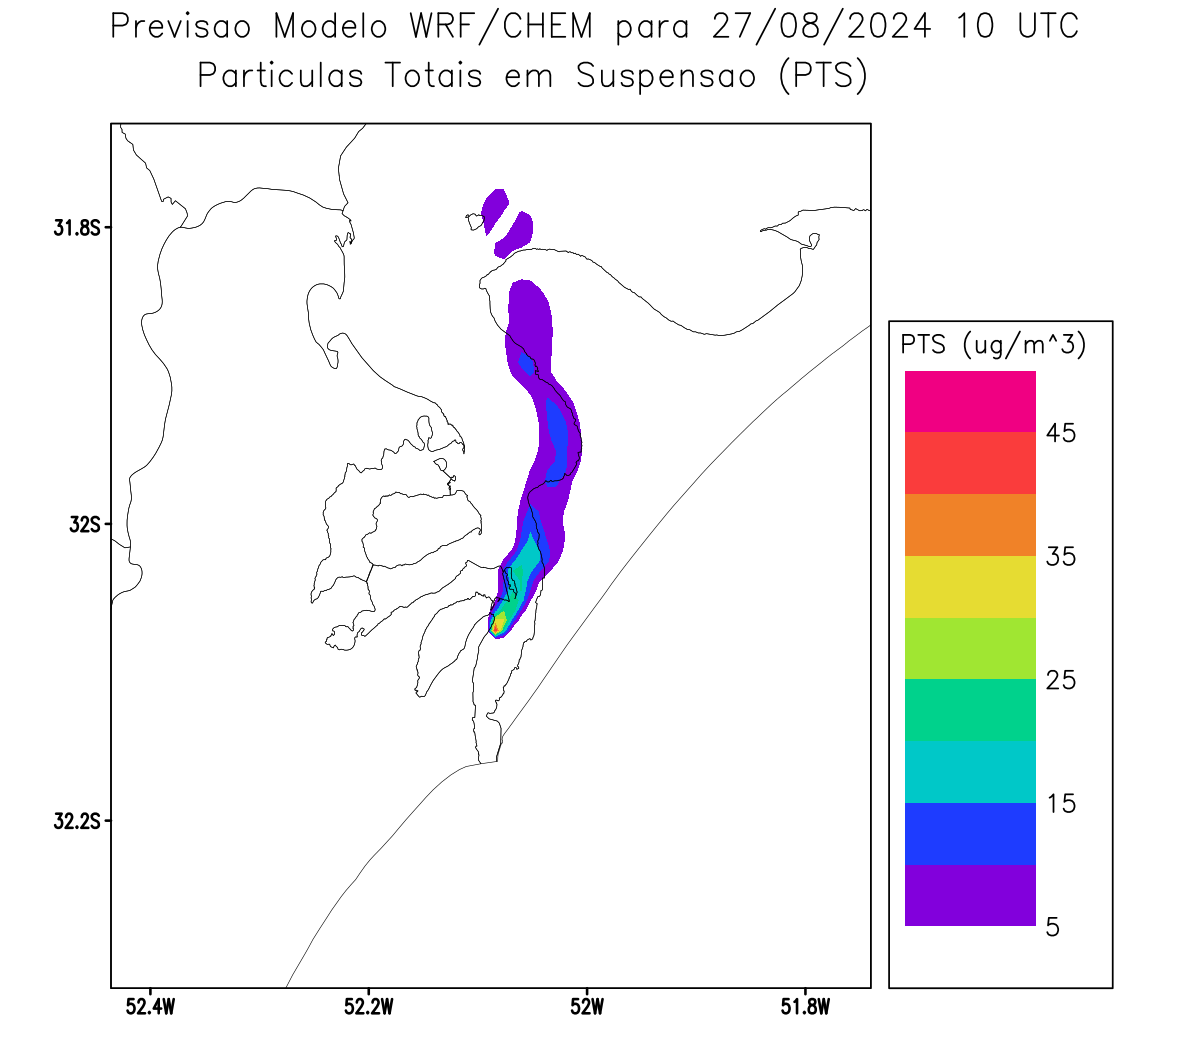 Previsao Modelo WRF/CHEM para 27/08/2024 10 UTC
Particulas Totais em Suspensao (PTS)
31.8S
32S
32.2S
52.4W
52.2W
52W
51.8W
PTS (ug/m^3)
45
35
25
15
5